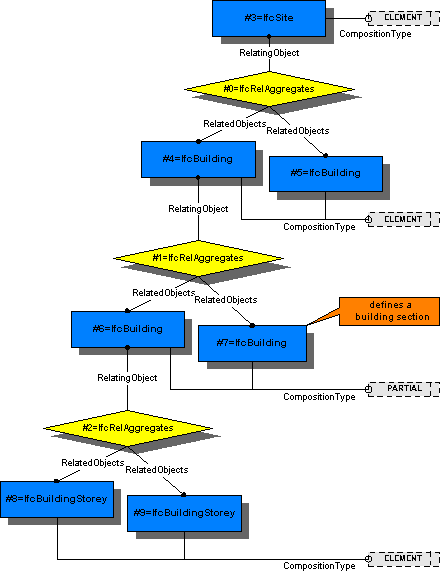 #3=IfcSite
ELEMENT
CompositionType
RelatingObject
#0=IfcRelAggregates
RelatedObjects
RelatedObjects
#4=IfcBuilding
#5=IfcBuilding
RelatingObject
ELEMENT
CompositionType
#1=IfcRelAggregates
RelatedObjects
RelatedObjects
defines a
building section
#6=IfcBuilding
#7=IfcBuilding
RelatingObject
PARTIAL
CompositionType
#2=IfcRelAggregates
RelatedObjects
RelatedObjects
#8=IfcBuildingStorey
#9=IfcBuildingStorey
ELEMENT
CompositionType